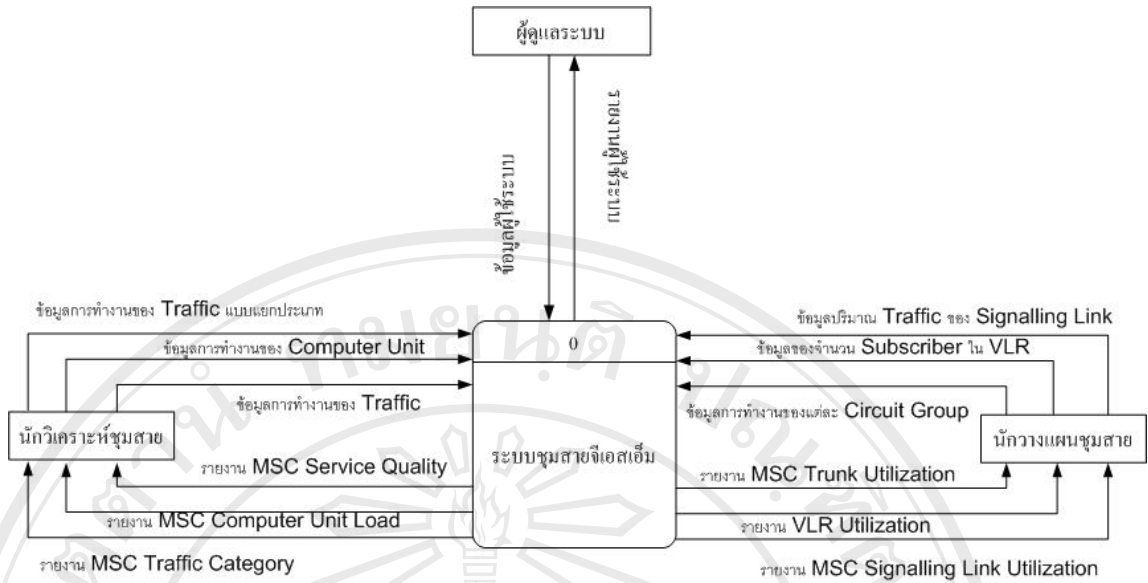 ผู้ดูแลระบบ
ข้อมูลผู้ใช้ระบบ
รายงานผู้ใช้ระบบ
ข้อมูลการทำงานของ Traffic แบบแยกประเภท
ข้อมูลการทำงานของ Computer Unit
ข้อมูลการทำงานของ Traffic
นักวิเคราะห์ชุมสาย
รายงาน MSC Service Quality
รายงาน MSC Computer Unit Load
รายงาน MSC Traffic Category
0
ระบบชุมสายจีเอสเอ็ม
ข้อมูลปริมาณ Traffic ของ Signalling Link
ข้อมูลของจำนวน Subscriber ใน VLR
ข้อมูลการทำงานของแต่ละ Circuit Group
นักวางแผนชุมสาย
รายงาน MSC Trunk Utilization
รายงาน VLR Utilization
รายงาน MSC Signalling Link Utilization